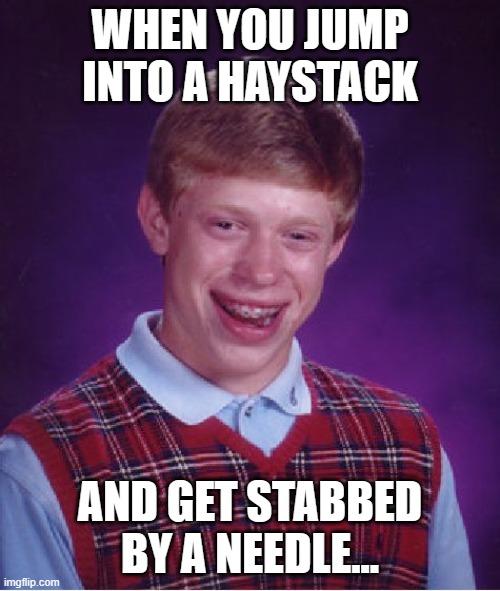 WHEN YOU JUMP
INTO A HAYSTACK
AND GET STABBED
BY A NEEDLE...
imgflip.com